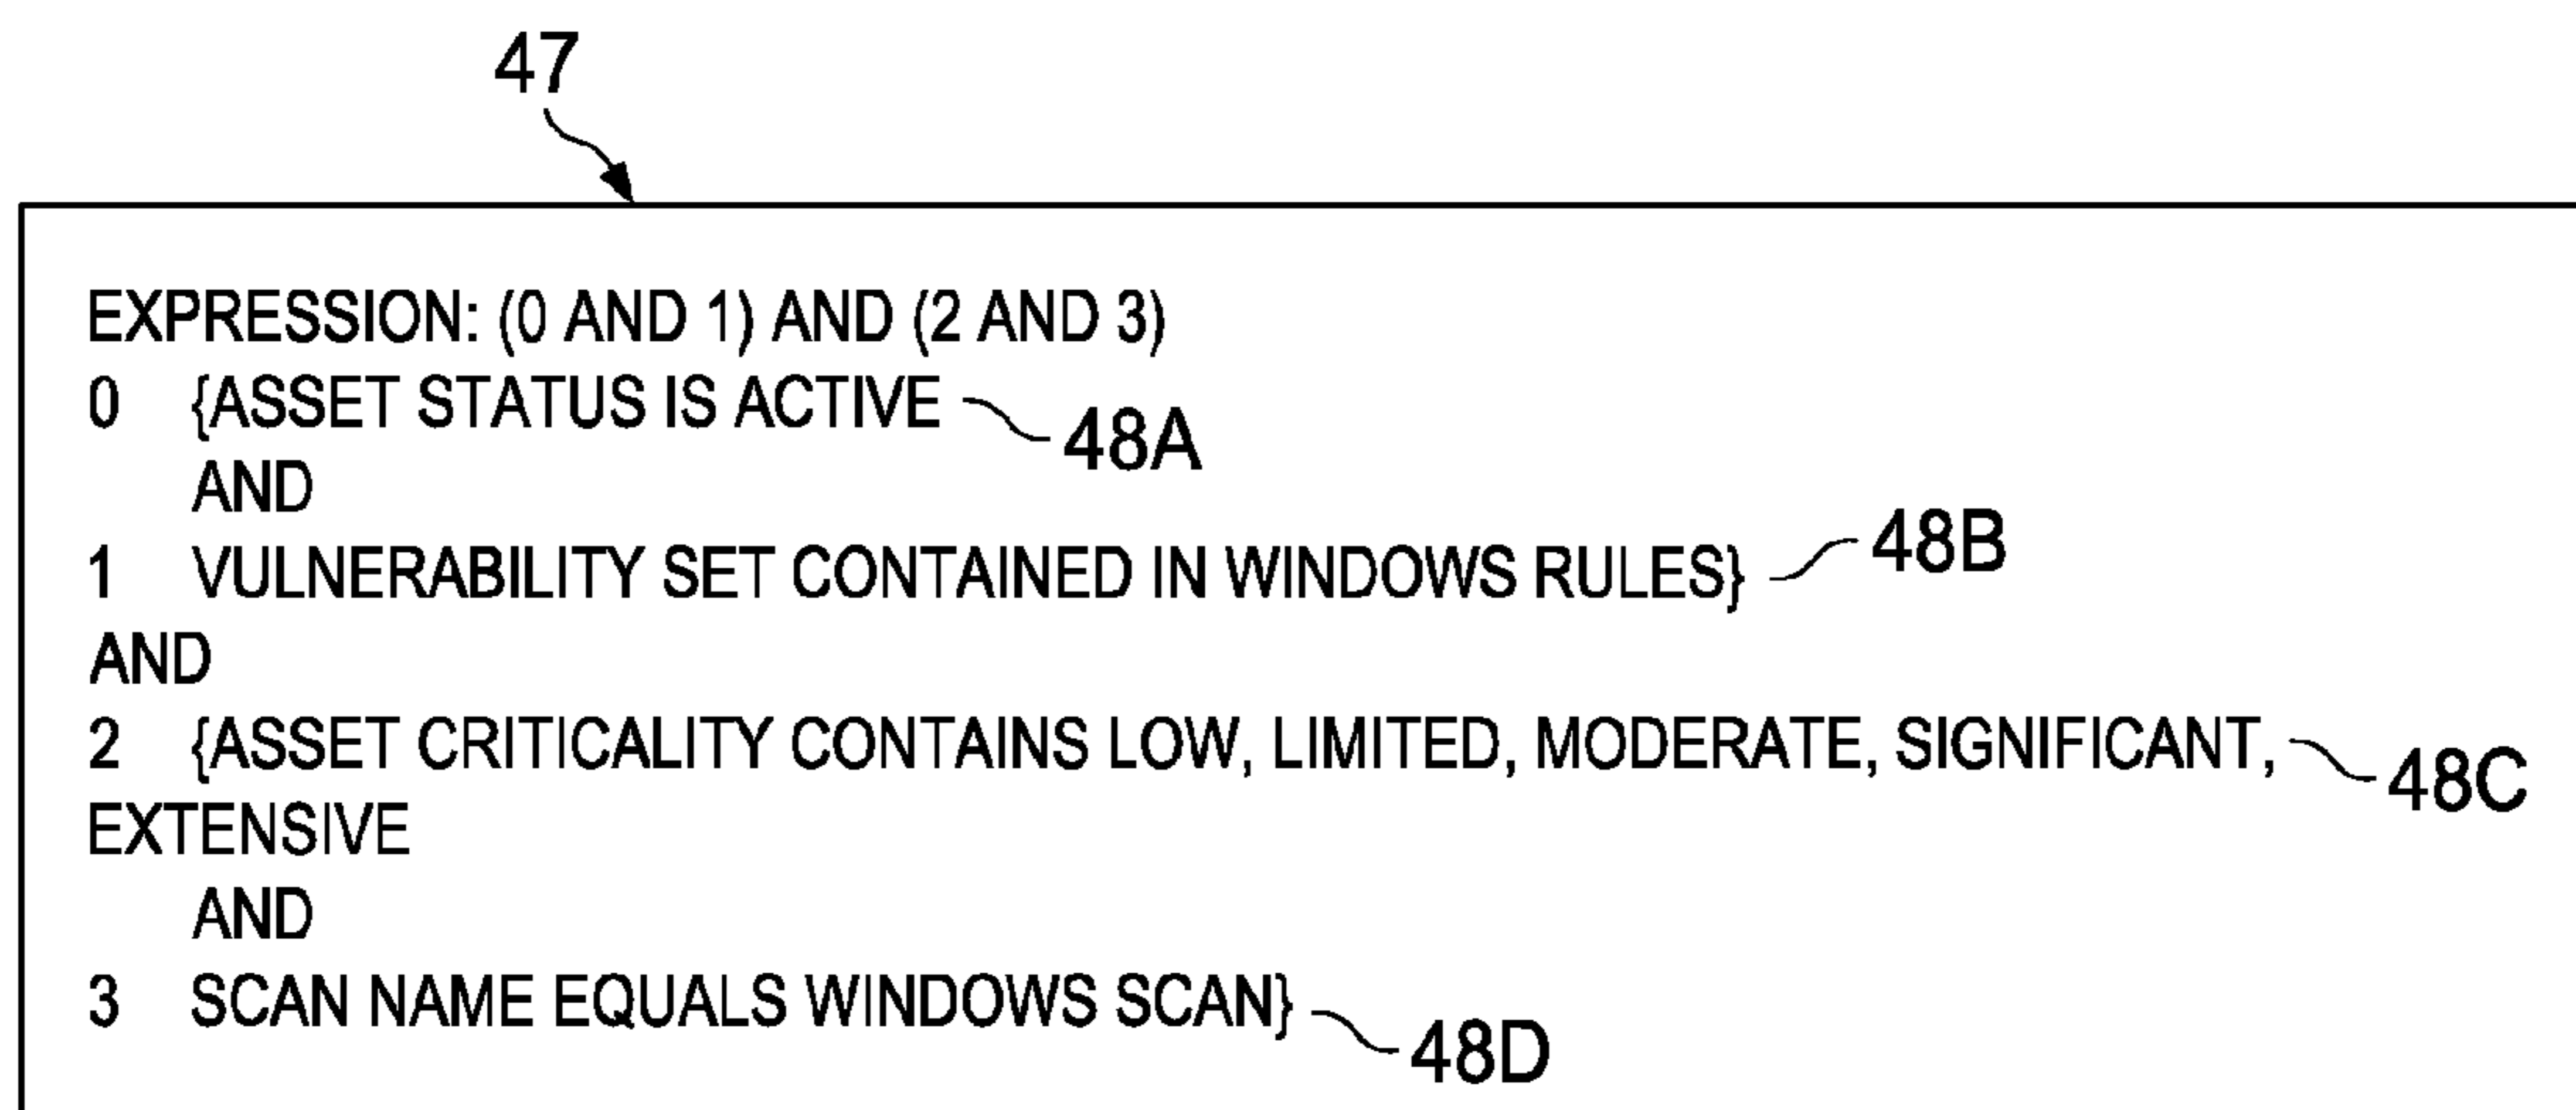 47
EXPRESSION: (0 AND 1) AND (2 AND 3)
0 {ASSET STATUS IS ACTIVE 48A
AND
1 VULNERABILITY SET CONTAINED IN WINDOWS RULES} 48B
AND
2 {ASSET CRITICALITY CONTAINS LOW, LIMITED, MODERATE, SIGNIFICANT, 48C
EXTENSIVE
AND
3 SCAN NAME EQUALS WINDOWS SCAN} 48D